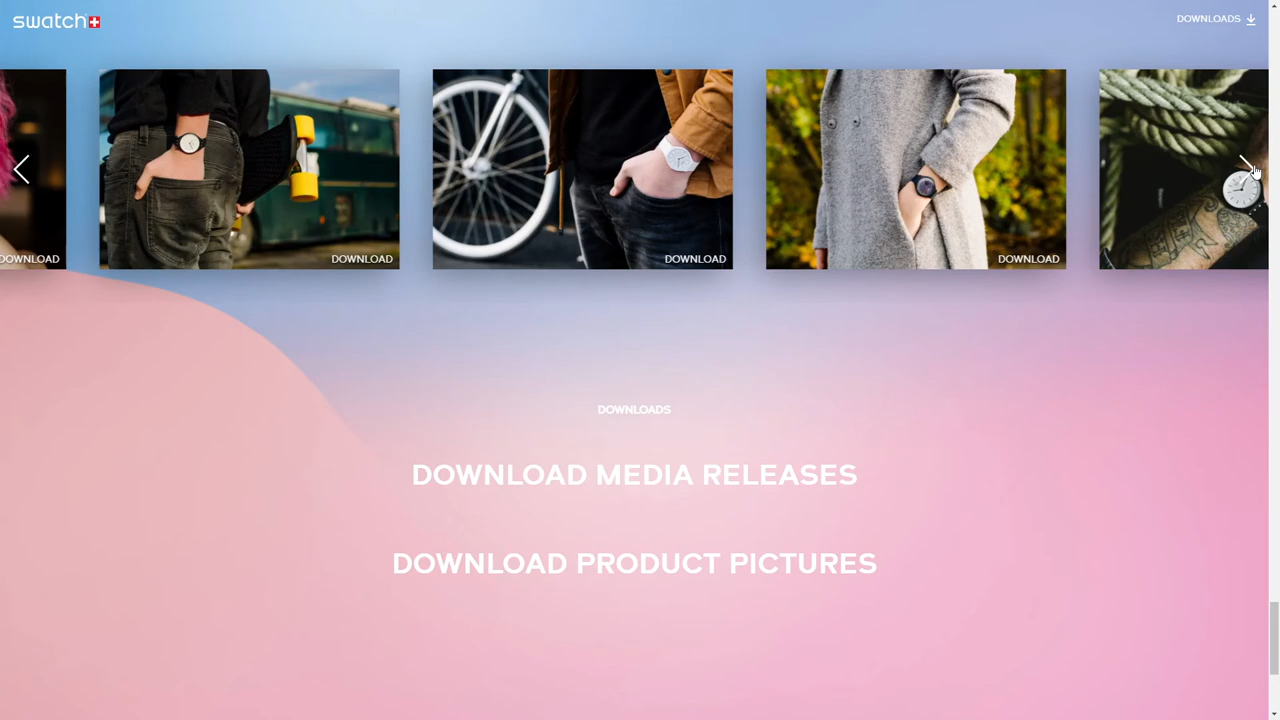 swatch
DOWNLOADS
DOWNLOAD
DOWNLOAD
DOWNLOAD
DOWNLOAD
DOWNLOADS
DOWNLOAD MEDIA RELEASES
DOWNLOAD PRODUCT PICTURES